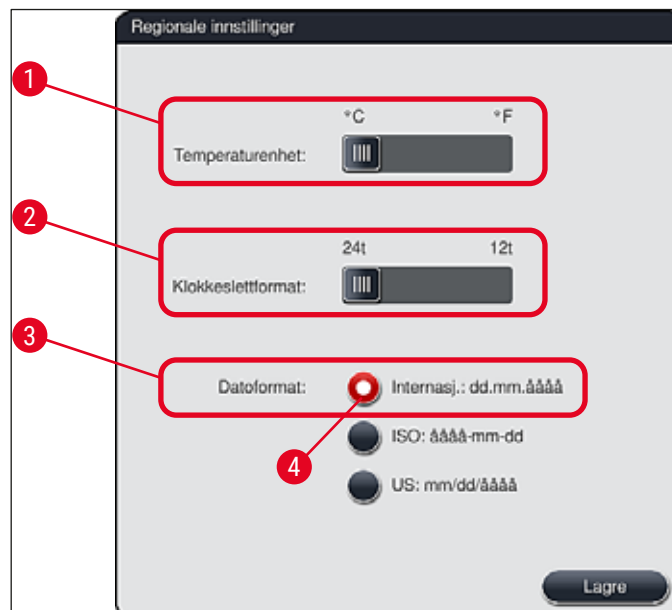 Regionale innstillinger
1
°C °F
Temperaturenhet:
2
24t 12t
Klokkeslettformat:
3
Datoformat: Internasj.: dd.mm.åååå
4
ISO: åååå-mm-dd
US: mm/dd/åååå
Lagre